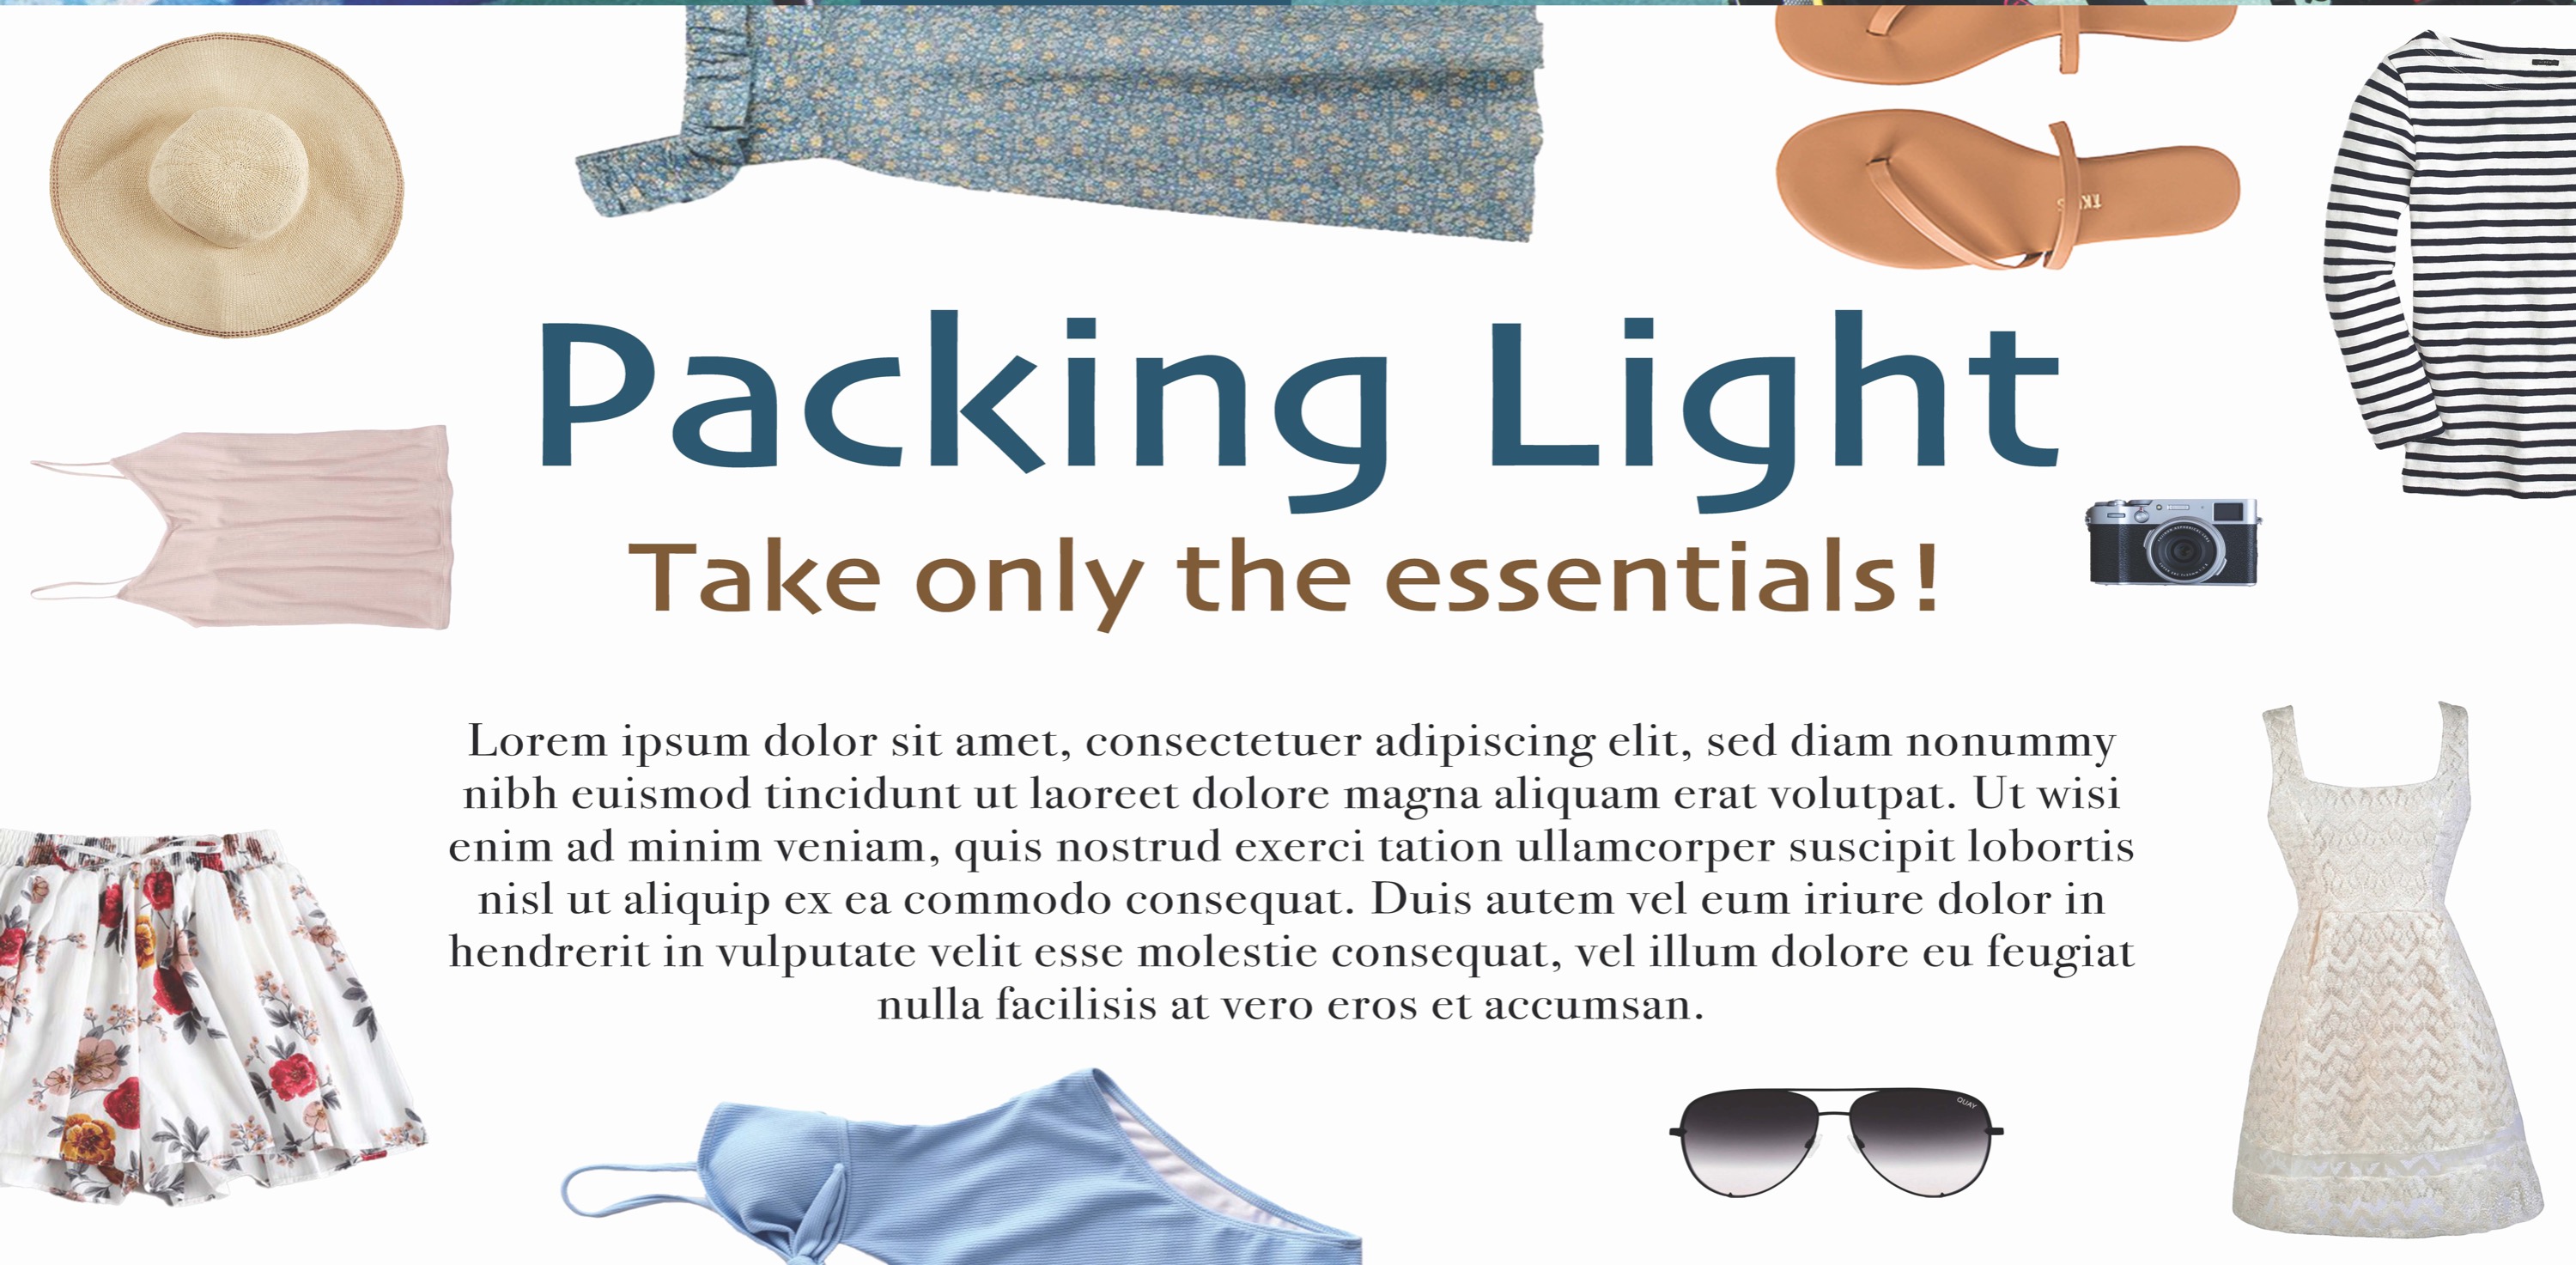 Packing Light
Take only the essentials!
Lorem ipsum dolor sit amet, consectetuer adipiscing elit, sed diam nonummy
nibh euismod tincidunt ut laoreet dolore magna aliquam erat volutpat. Ut wisi
enim ad minim veniam, quis nostrud exerci tation ullamcorper suscipit lobortis
nisl ut aliquip ex ea commodo consequat. Duis autem vel eum iriure dolor in
hendrerit in vulputate velit esse molestie consequat, vel illum dolore eu feugiat
nulla facilisis at vero eros et accumsan.
QUAY